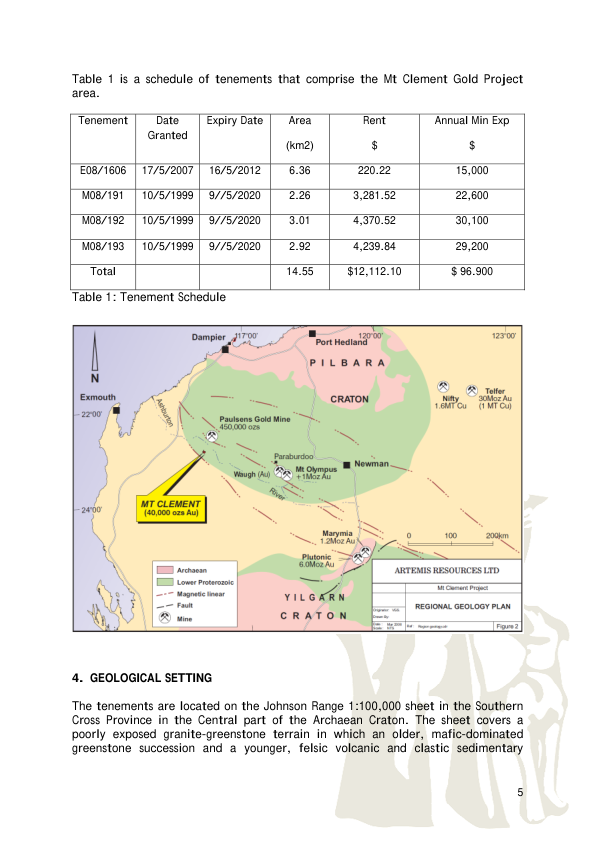 Table 1 is a schedule of tenements that comprise the Mt Clement Gold Project
area.
Tenement Date Granted Expiry Date Area (km2) Rent $ Annual Min Exp $
E08/1606 17/5/2007 16/5/2012 6.36 220.22 15,000
M08/191 10/5/1999 9//5/2020 2.26 3,281.52 22,600
M08/192 10/5/1999 9//5/2020 3.01 4,370.52 30,100
M08/193 10/5/1999 9//5/2020 2.92 4,239.84 29,200
Total 14.55 $12,112.10 $ 96.900
Table 1: Tenement Schedule
117°00' 120°00' 123°00'
Dampier
Port Hedland
N
PILBARA
CRATON
Exmouth
Nifty
1.6MT Cu
Telfer
30Moz Au
(1 MT Cu)
22°00'
Ashburton
Paulsens Gold Mine
450,000 ozs
Paraburdoo
Waugh (Au)
Mt Olympus
+1Moz Au
Newman
River
MT CLEMENT
(40,000 ozs Au)
24°00'
Marymia
1.2Moz Au
0 100 200km
Plutonic
6.0Moz Au
Archaean
Lower Proterozoic
Magnetic linear
Fault
Mine
YILGARN
CRATON
ARTEMIS RESOURCES LTD
Mt Clement Project
REGIONAL GEOLOGY PLAN
Figure 2
4. GEOLOGICAL SETTING
The tenements are located on the Johnson Range 1:100,000 sheet in the Southern
Cross Province in the Central part of the Archaean Craton. The sheet covers a
poorly exposed granite-greenstone terrain in which an older, mafic-dominated
greenstone succession and a younger, felsic volcanic and clastic sedimentary
5